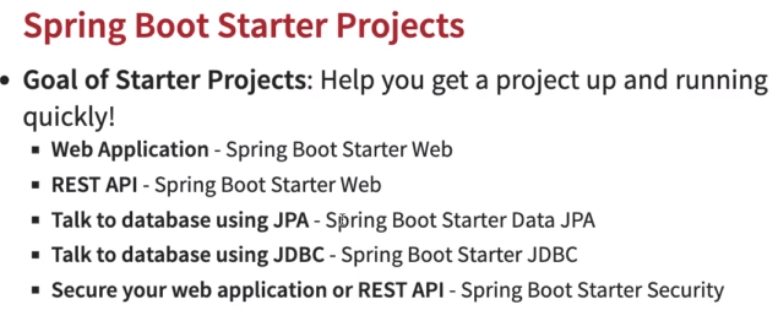 Spring Boot Starter Projects
• Goal of Starter Projects: Help you get a project up and running
quickly!
▪ Web Application - Spring Boot Starter Web
▪ REST API - Spring Boot Starter Web
▪ Talk to database using JPA - Spring Boot Starter Data JPA
▪ Talk to database using JDBC - Spring Boot Starter JDBC
▪ Secure your web application or REST API - Spring Boot Starter Security